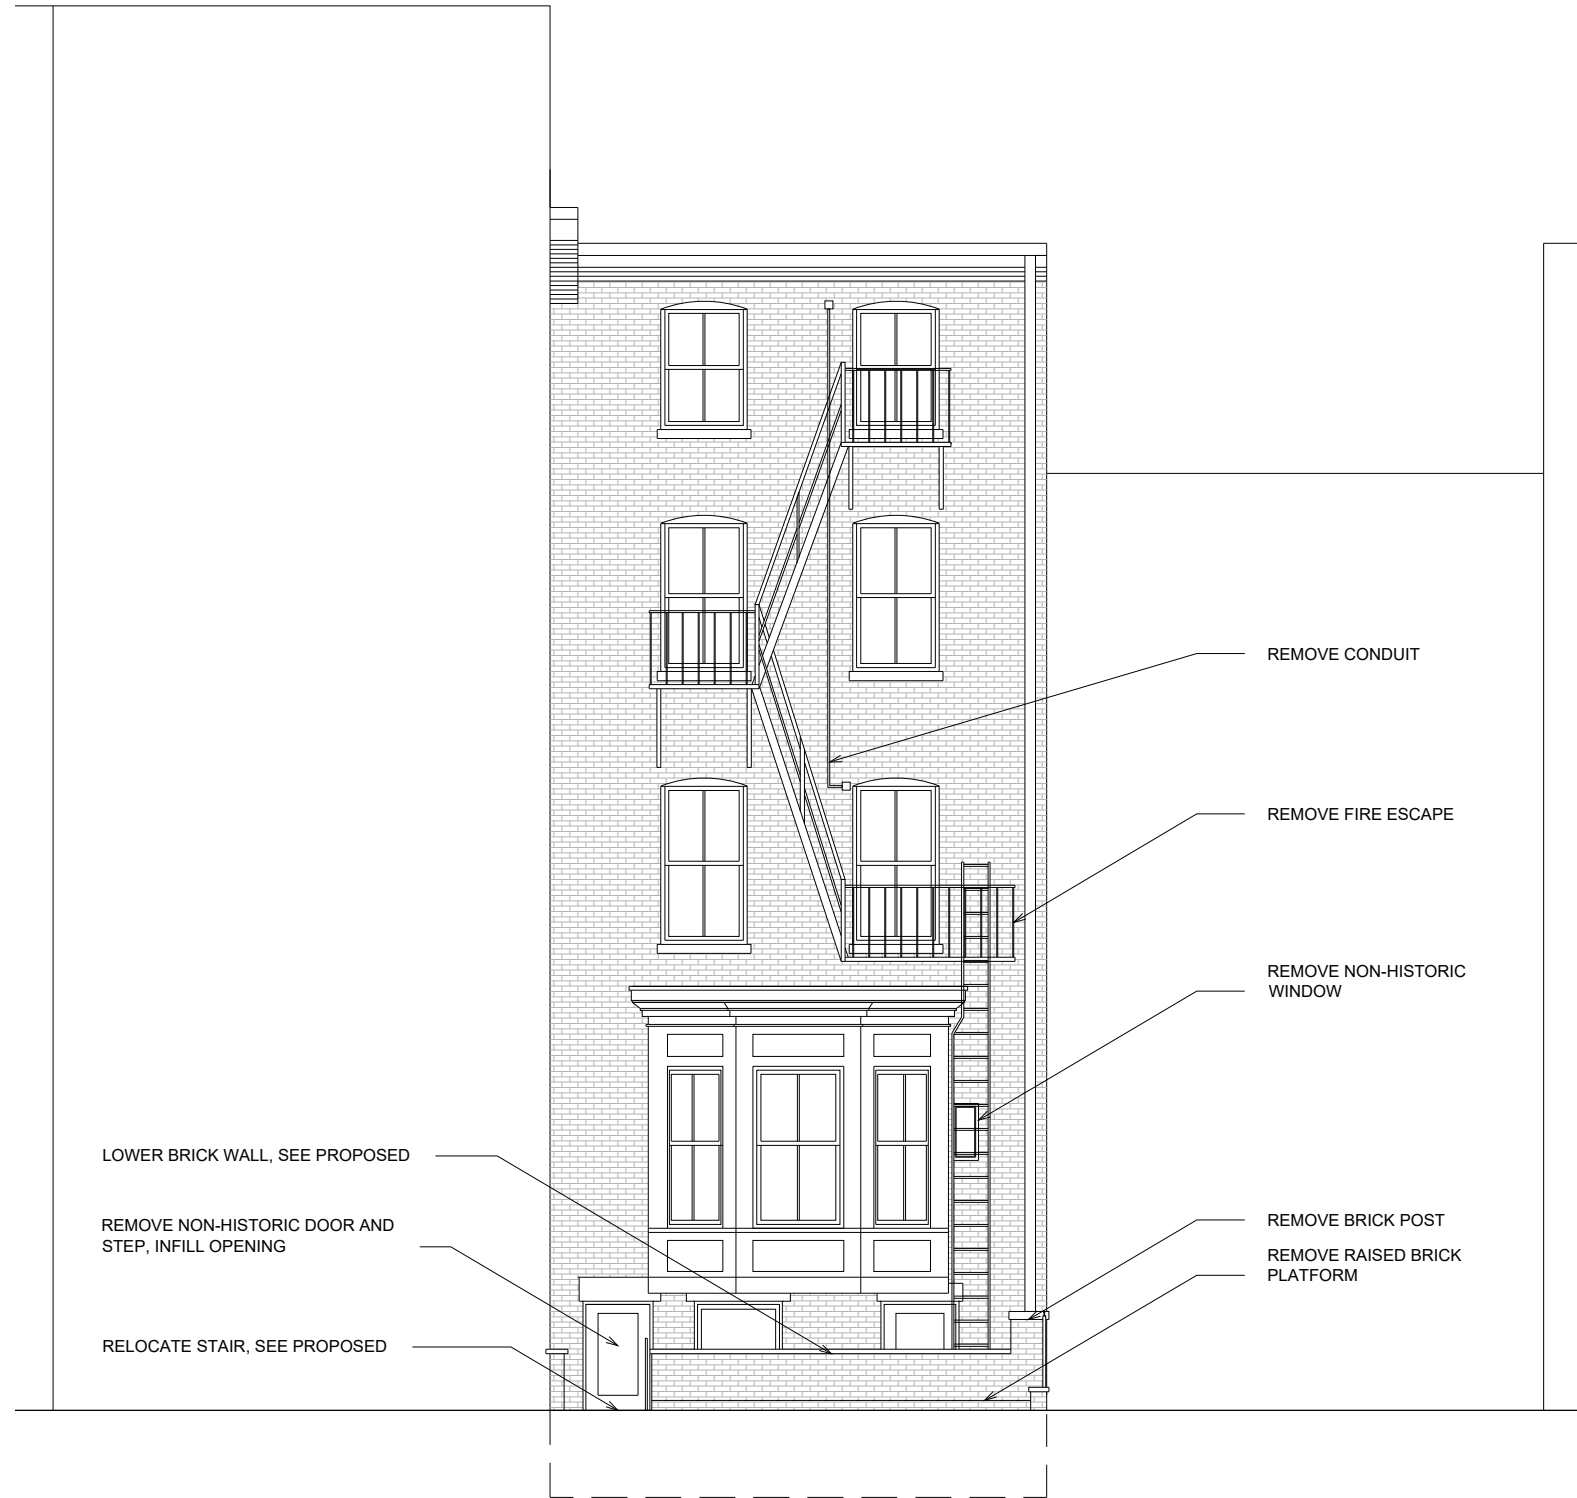 REMOVE CONDUIT
REMOVE FIRE ESCAPE
REMOVE NON-HISTORIC
WINDOW
LOWER BRICK WALL, SEE PROPOSED
REMOVE NON-HISTORIC DOOR AND
STEP, INFILL OPENING
RELOCATE STAIR, SEE PROPOSED
REMOVE BRICK POST
REMOVE RAISED BRICK
PLATFORM